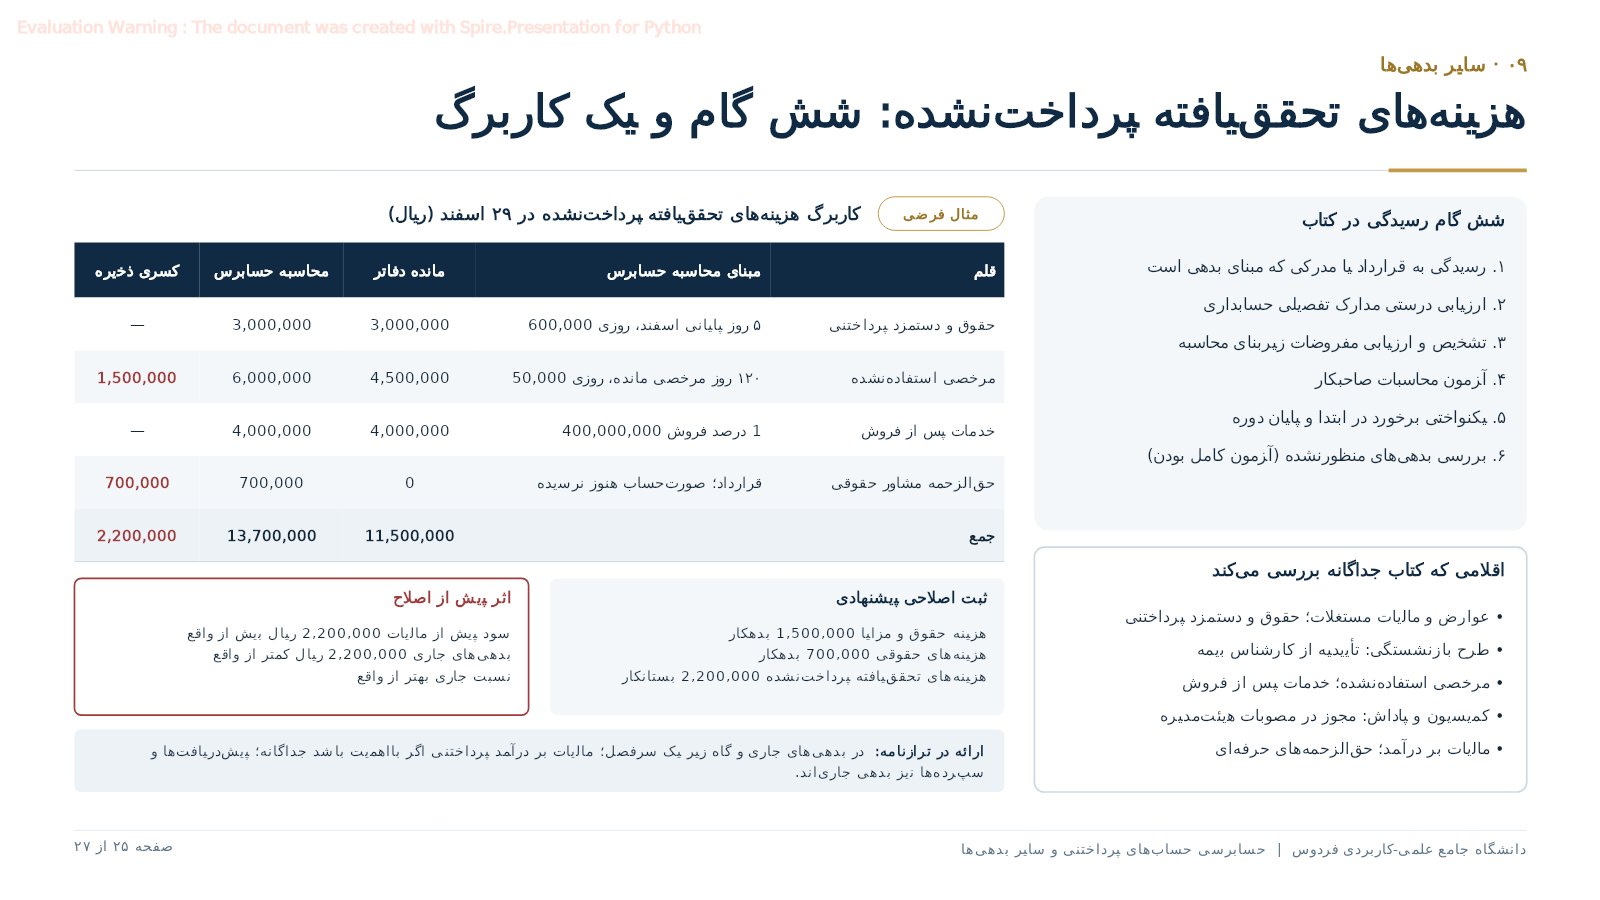 Evaluation Warning : The document was created with Spire.Presentation for Python
۰۹ · سایر بدهی‌ها
هزینه‌های تحقق‌یافته پرداخت‌نشده: شش گام و یک کاربرگ
شش گام رسیدگی در کتاب
۱. رسیدگی به قرارداد یا مدرکی که مبنای بدهی است
۲. ارزیابی درستی مدارک تفصیلی حسابداری
۳. تشخیص و ارزیابی مفروضات زیربنای محاسبه
۴. آزمون محاسبات صاحبکار
۵. یکنواختی برخورد در ابتدا و پایان دوره
۶. بررسی بدهی‌های منظورنشده (آزمون کامل بودن)
اقلامی که کتاب جداگانه بررسی می‌کند
• عوارض و مالیات مستغلات؛ حقوق و دستمزد پرداختنی
• طرح بازنشستگی: تأییدیه از کارشناس بیمه
• مرخصی استفاده‌نشده؛ خدمات پس از فروش
• کمیسیون و پاداش: مجوز در مصوبات هیئت‌مدیره
• مالیات بر درآمد؛ حق‌الزحمه‌های حرفه‌ای
مثال فرضی
کاربرگ هزینه‌های تحقق‌یافته پرداخت‌نشده در ۲۹ اسفند (ریال)
قلم مبنای محاسبه حسابرس مانده دفاتر محاسبه حسابرس کسری ذخیره
حقوق و دستمزد پرداختنی ۵ روز پایانی اسفند، روزی 600,000 3,000,000 3,000,000 —
مرخصی استفاده‌نشده ۱۲۰ روز مرخصی مانده، روزی 50,000 4,500,000 6,000,000 1,500,000
خدمات پس از فروش 1 درصد فروش 400,000,000 4,000,000 4,000,000 —
حق‌الزحمه مشاور حقوقی قرارداد؛ صورت‌حساب هنوز نرسیده 0 700,000 700,000
جمع 11,500,000 13,700,000 2,200,000
ثبت اصلاحی پیشنهادی
هزینه حقوق و مزایا 1,500,000 بدهکار
هزینه‌های حقوقی 700,000 بدهکار
هزینه‌های تحقق‌یافته پرداخت‌نشده 2,200,000 بستانکار
اثر پیش از اصلاح
سود پیش از مالیات 2,200,000 ریال بیش از واقع
بدهی‌های جاری 2,200,000 ریال کمتر از واقع
نسبت جاری بهتر از واقع
ارائه در ترازنامه: در بدهی‌های جاری و گاه زیر یک سرفصل؛ مالیات بر درآمد پرداختنی اگر بااهمیت باشد جداگانه؛ پیش‌دریافت‌ها و
سپرده‌ها نیز بدهی جاری‌اند.
دانشگاه جامع علمی-کاربردی فردوس | حسابرسی حساب‌های پرداختنی و سایر بدهی‌ها
صفحه ۲۵ از ۲۷